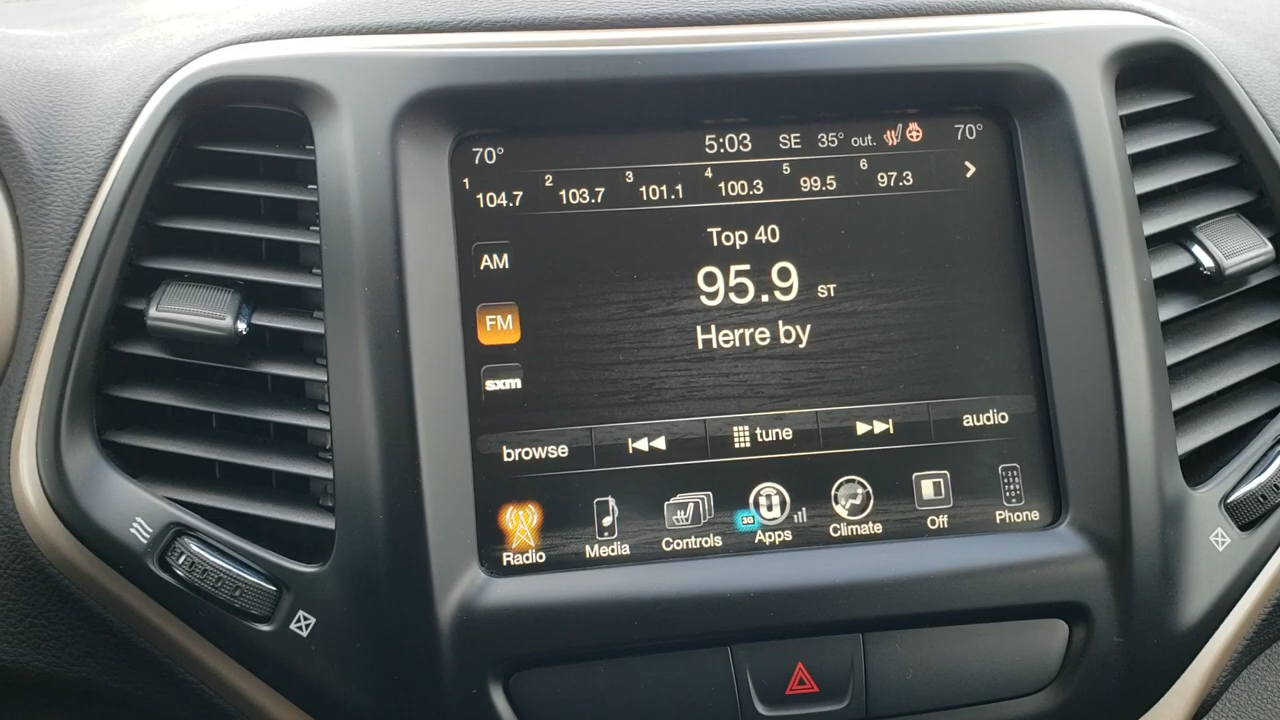 70° 5:03 SE 35° out. 70°
1 104.7 2 103.7 3 101.1 4 100.3 5 99.5 6 97.3
Top 40
AM
95.9 ST
FM
Herre by
sxm
browse tune audio
3G
Radio Media Controls Apps Climate Off Phone